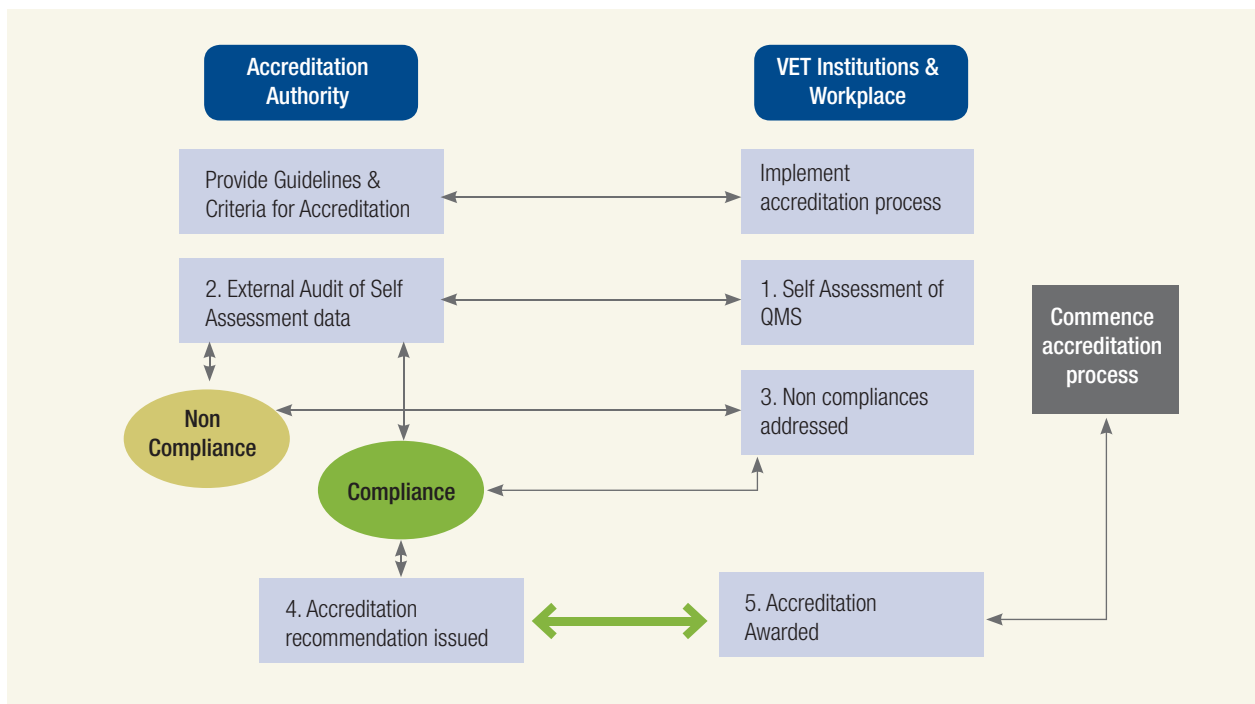 Accreditation
Authority
VET Institutions &
Workplace
Provide Guidelines &
Criteria for Accreditation
Implement
accreditation process
2. External Audit of Self
Assessment data
1. Self Assessment of
QMS
Commence
accreditation
process
Non
Compliance
3. Non compliances
addressed
Compliance
4. Accreditation
recommendation issued
5. Accreditation
Awarded